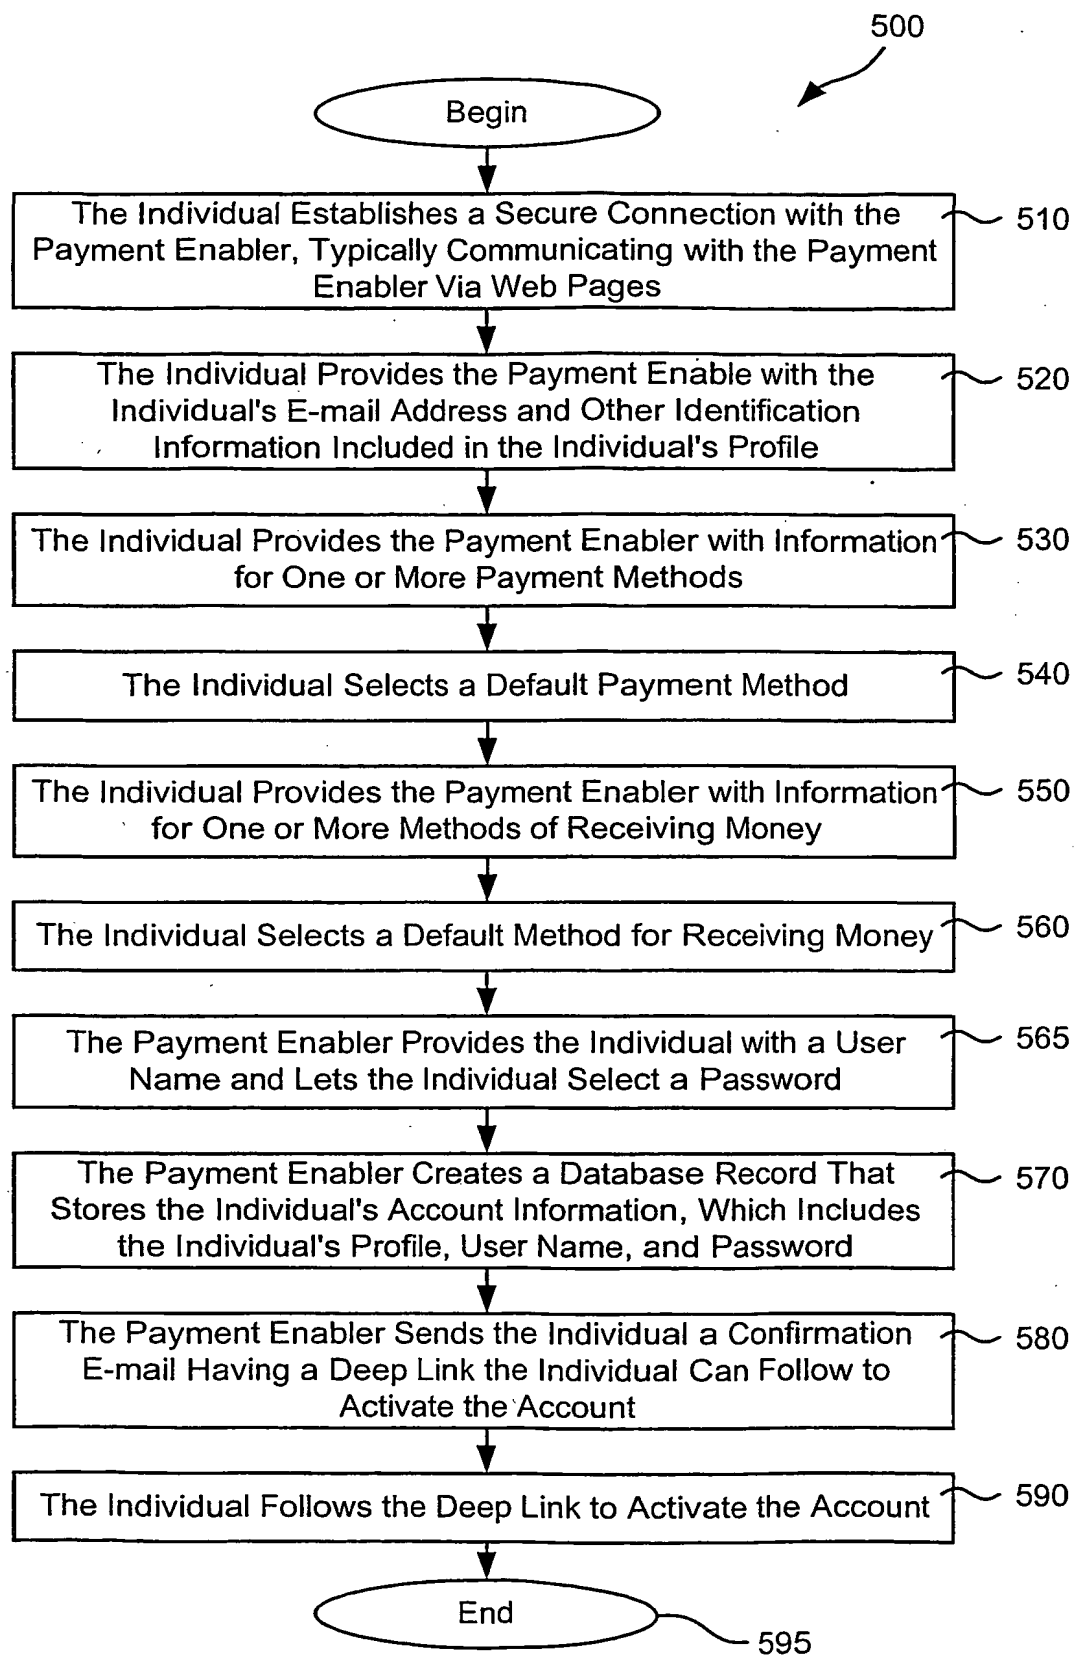 500
Begin
The Individual Establishes a Secure Connection with the
Payment Enabler, Typically Communicating with the Payment
Enabler Via Web Pages
510
The Individual Provides the Payment Enable with the
Individual's E-mail Address and Other Identification
Information Included in the Individual's Profile
520
The Individual Provides the Payment Enabler with Information
for One or More Payment Methods
530
The Individual Selects a Default Payment Method
540
The Individual Provides the Payment Enabler with Information
for One or More Methods of Receiving Money
550
The Individual Selects a Default Method for Receiving Money
560
The Payment Enabler Provides the Individual with a User
Name and Lets the Individual Select a Password
565
The Payment Enabler Creates a Database Record That
Stores the Individual's Account Information, Which Includes
the Individual's Profile, User Name, and Password
570
The Payment Enabler Sends the Individual a Confirmation
E-mail Having a Deep Link the Individual Can Follow to
Activate the Account
580
The Individual Follows the Deep Link to Activate the Account
590
End
595